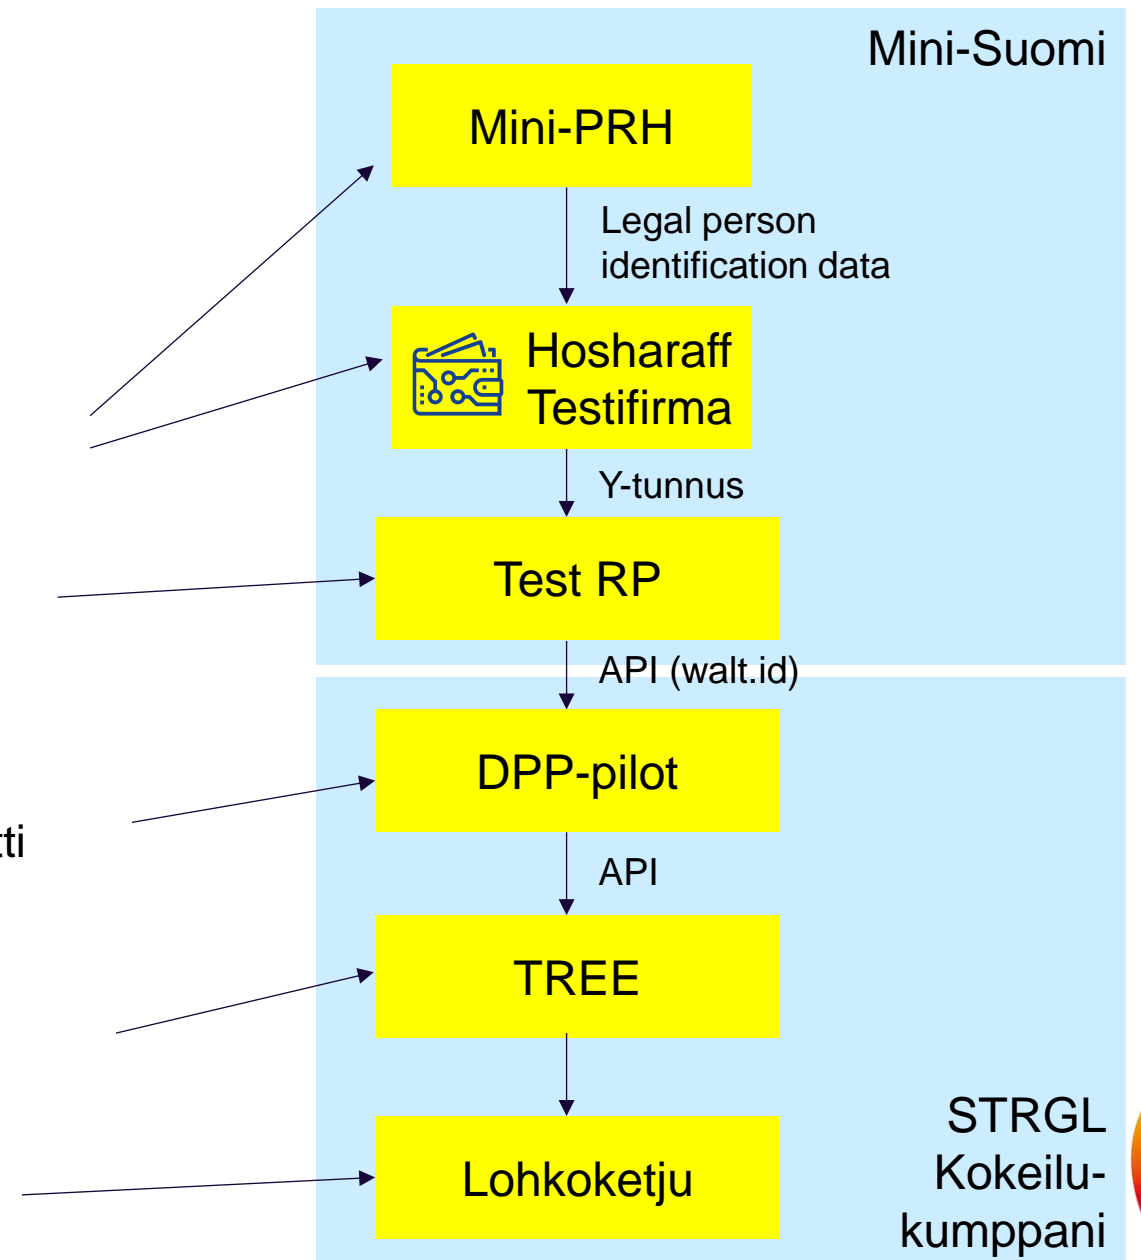 Mini-Suomi
Mini-PRH
Legal person
identification data
Hosharaff
Testifirma
Y-tunnus
Test RP
API (walt.id)
DPP-pilot
tti
API
TREE
STRGL
Kokeilu-
kumppani
Lohkoketju